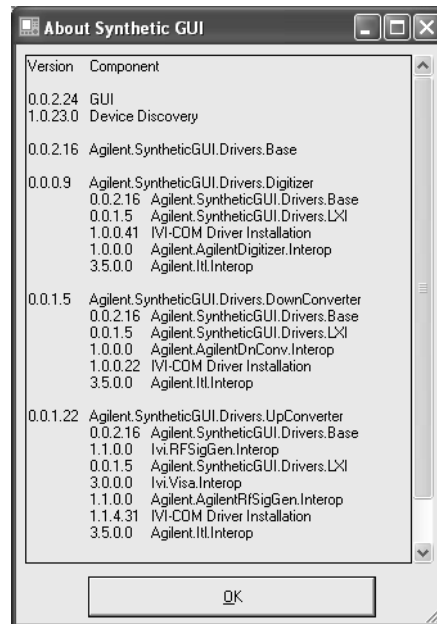 About Synthetic GUI
Version Component
0.0.2.24 GUI
1.0.23.0 Device Discovery
0.0.2.16 Agilent.SyntheticGUI.Drivers.Base
0.0.0.9 Agilent.SyntheticGUI.Drivers.Digitizer
0.0.2.16 Agilent.SyntheticGUI.Drivers.Base
0.0.1.5 Agilent.SyntheticGUI.Drivers.LXI
1.0.0.41 IVI-COM Driver Installation
1.0.0.0 Agilent.AgilentDigitizer.Interop
3.5.0.0 Agilent.Itl.Interop
0.0.1.5 Agilent.SyntheticGUI.Drivers.DownConverter
0.0.2.16 Agilent.SyntheticGUI.Drivers.Base
0.0.1.5 Agilent.SyntheticGUI.Drivers.LXI
1.0.0.0 Agilent.AgilentDnConv.Interop
1.0.0.22 IVI-COM Driver Installation
3.5.0.0 Agilent.Itl.Interop
0.0.1.22 Agilent.SyntheticGUI.Drivers.UpConverter
0.0.2.16 Agilent.SyntheticGUI.Drivers.Base
1.1.0.0 Ivi.RFSigGen.Interop
0.0.1.5 Agilent.SyntheticGUI.Drivers.LXI
3.0.0.0 Ivi.Visa.Interop
1.1.0.0 Agilent.AgilentRfSigGen.Interop
1.1.4.31 IVI-COM Driver Installation
3.5.0.0 Agilent.Itl.Interop
OK